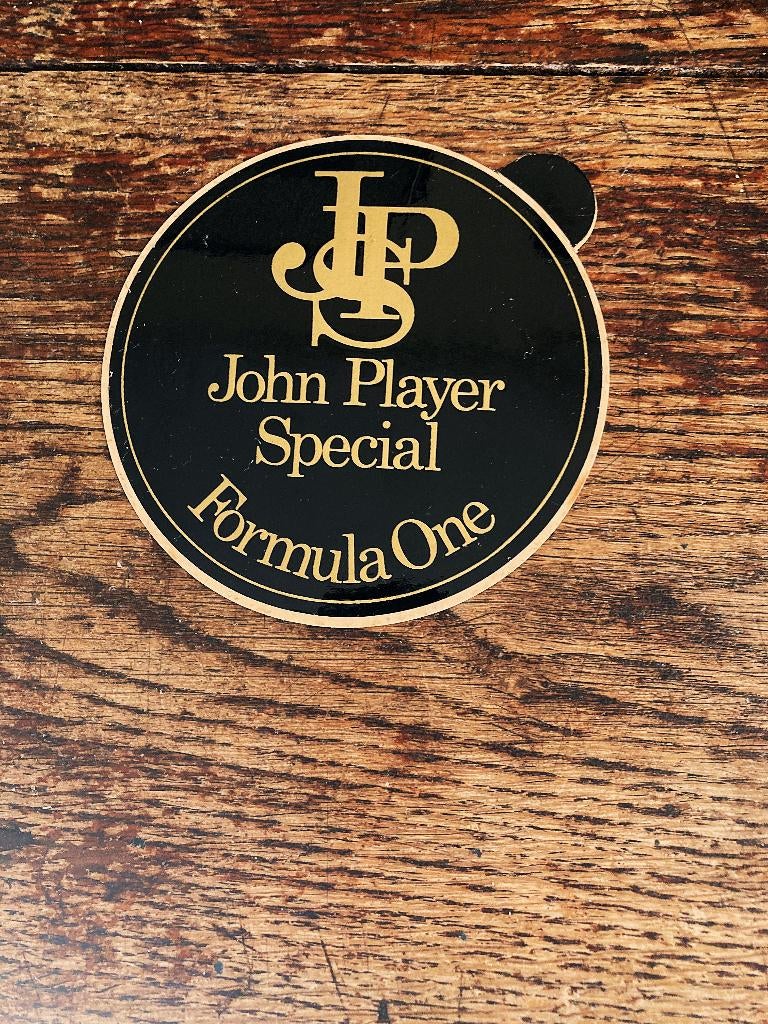 JPS
John Player
Special
Formula One